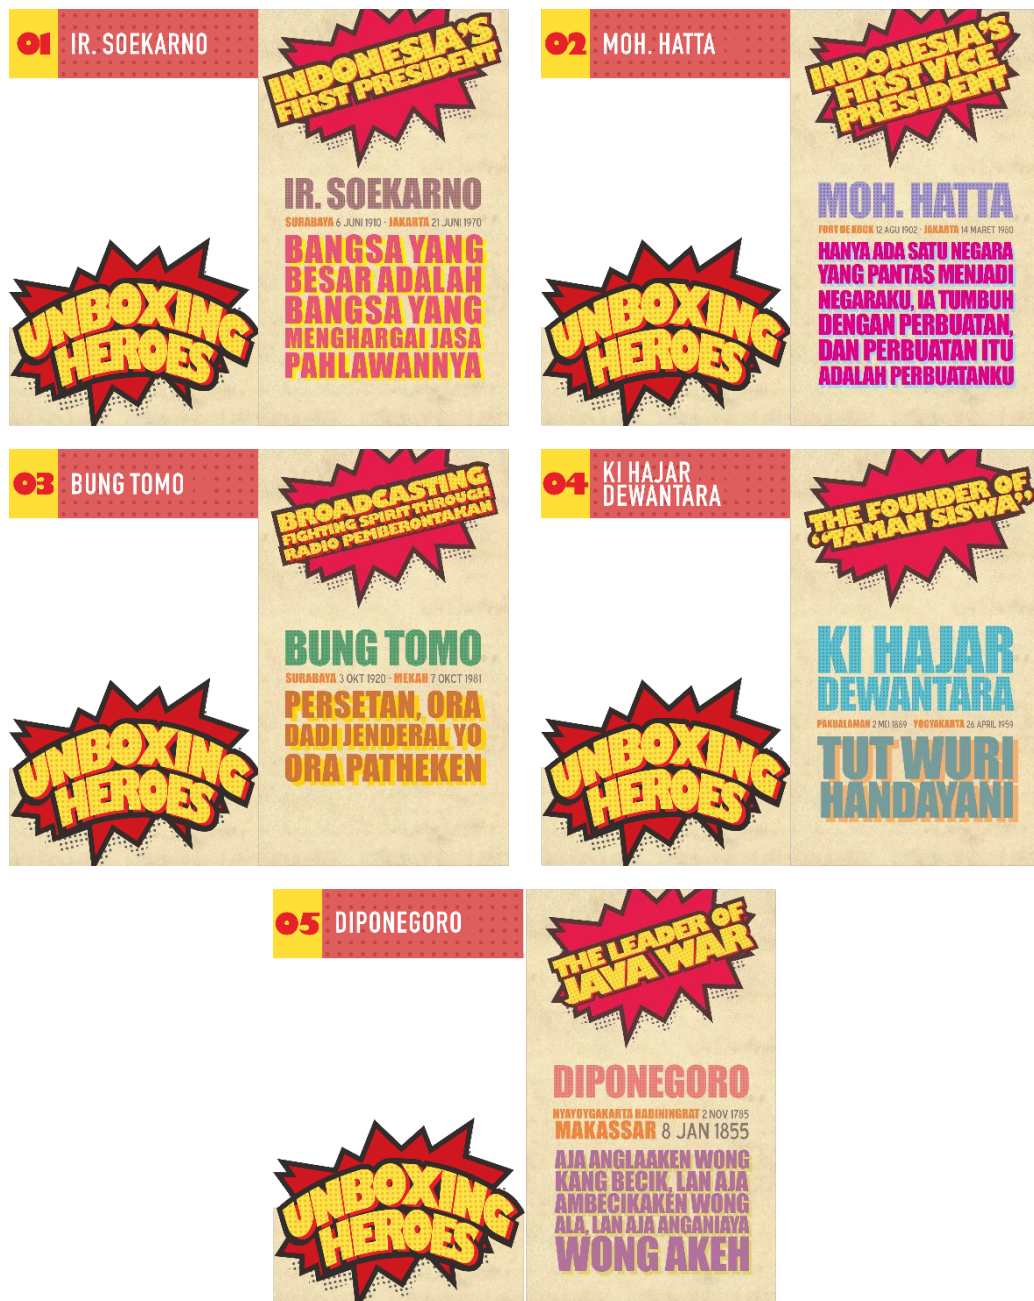 01 IR. SOEKARNO
INDONESIA'S
FIRST PRESIDENT
IR. SOEKARNO
SURABAYA 6 JUNI 1910 - JAKARTA 21 JUNI 1970
BANGSA YANG
BESAR ADALAH
BANGSA YANG
MENGHARGAI JASA
PAHLAWANNYA
UNBOXING
HEROES
02 MOH. HATTA
INDONESIA'S
FIRST VICE
PRESIDENT
MOH. HATTA
FORT DE KOCK 12 AGU 1902 - JAKARTA 14 MARET 1980
HANYA ADA SATU NEGARA
YANG PANTAS MENJADI
NEGARAKU, IA TUMBUH
DENGAN PERBUATAN,
DAN PERBUATAN ITU
ADALAH PERBUATANKU
UNBOXING
HEROES
03 BUNG TOMO
BROADCASTING
FIGHTING SPIRIT THROUGH
RADIO PEMBERONTAKAN
BUNG TOMO
SURABAYA 3 OKT 1920 - MEKAH 7 OKCT 1981
PERSETAN, ORA
DADI JENDERAL YO
ORA PATHEKEN
UNBOXING
HEROES
04 KI HAJAR
DEWANTARA
THE FOUNDER OF
“TAMAN SISWA”
KI HAJAR
DEWANTARA
PAKUALAMAN 2 MEI 1889 YOGYAKARTA 26 APRIL 1959
TUT WURI
HANDAYANI
UNBOXING
HEROES
05 DIPONEGORO
THE LEADER OF
JAVA WAR
DIPONEGORO
NYAYOYGAKARTA HADININGRAT 2 NOV 1785
MAKASSAR 8 JAN 1855
AJA ANGLAAKEN WONG
KANG BECIK, LAN AJA
AMBECIKAKEN WONG
ALA, LAN AJA ANGANIAYA
WONG AKEH
UNBOXING
HEROES